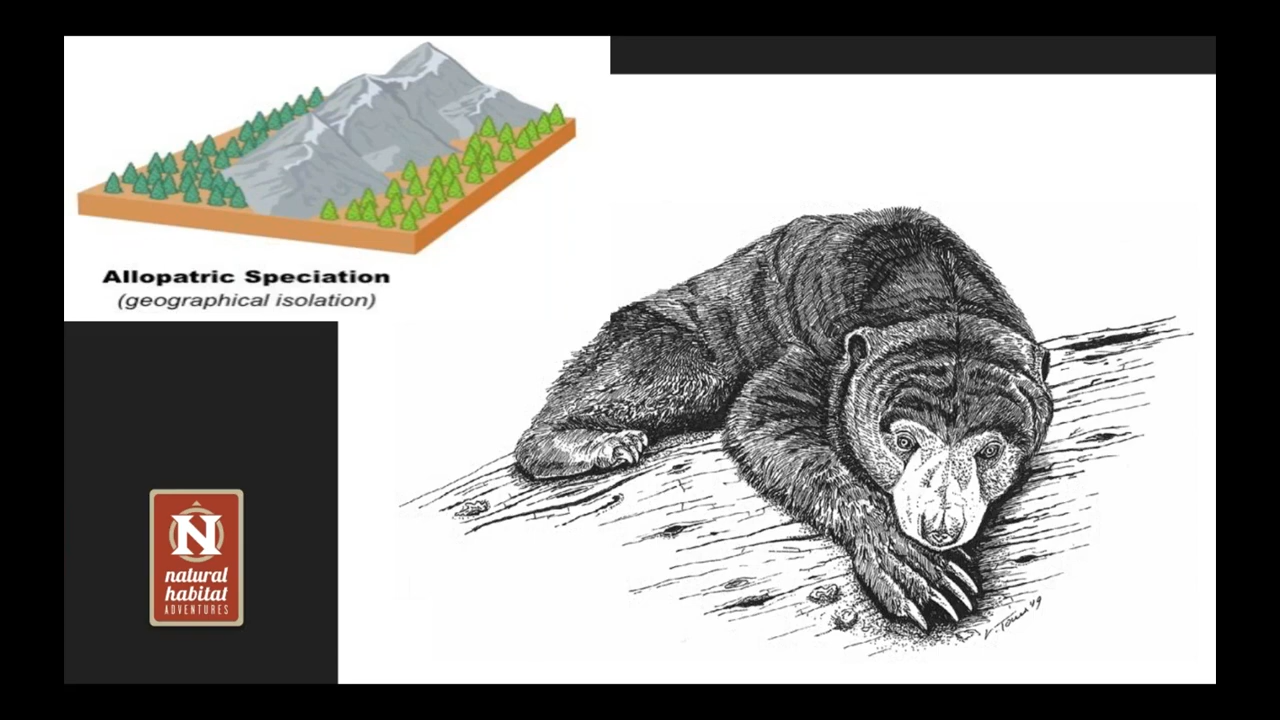 Allopatric Speciation
(geographical isolation)
N
natural
habitat
ADVENTURES